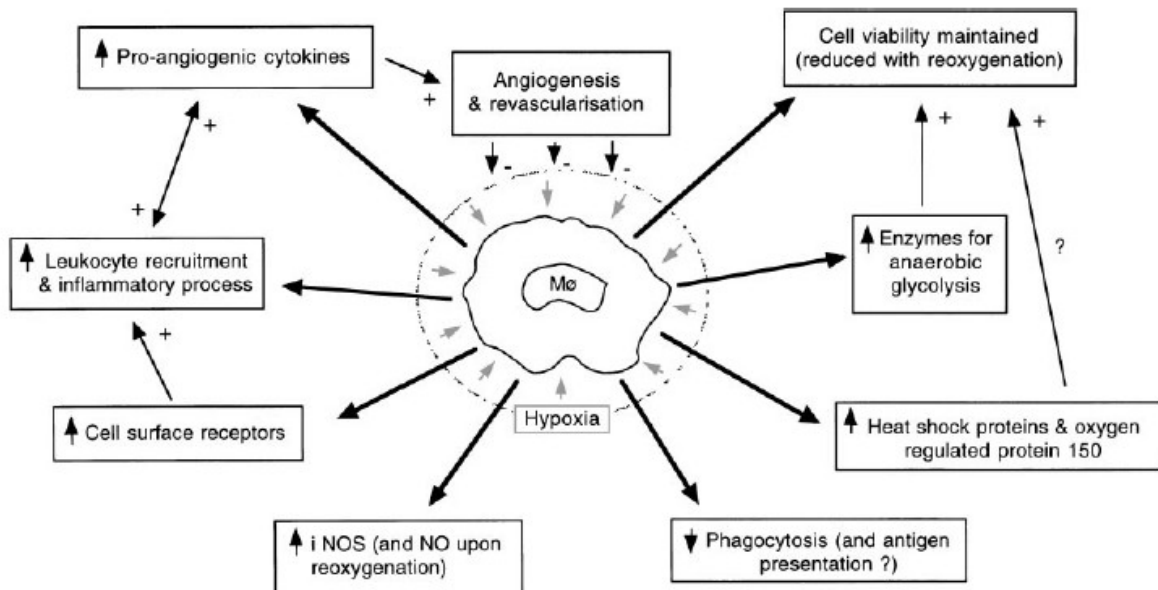 Pro-angiogenic cytokines
+
Angiogenesis
& revascularisation
Cell viability maintained
(reduced with reoxygenation)
+
+
+
- - -
+
Leukocyte recruitment
& inflammatory process
Mø
Enzymes for
anaerobic
glycolysis
?
+
Cell surface receptors
Hypoxia
Heat shock proteins & oxygen
regulated protein 150
i NOS (and NO upon
reoxygenation)
Phagocytosis (and antigen
presentation ?)